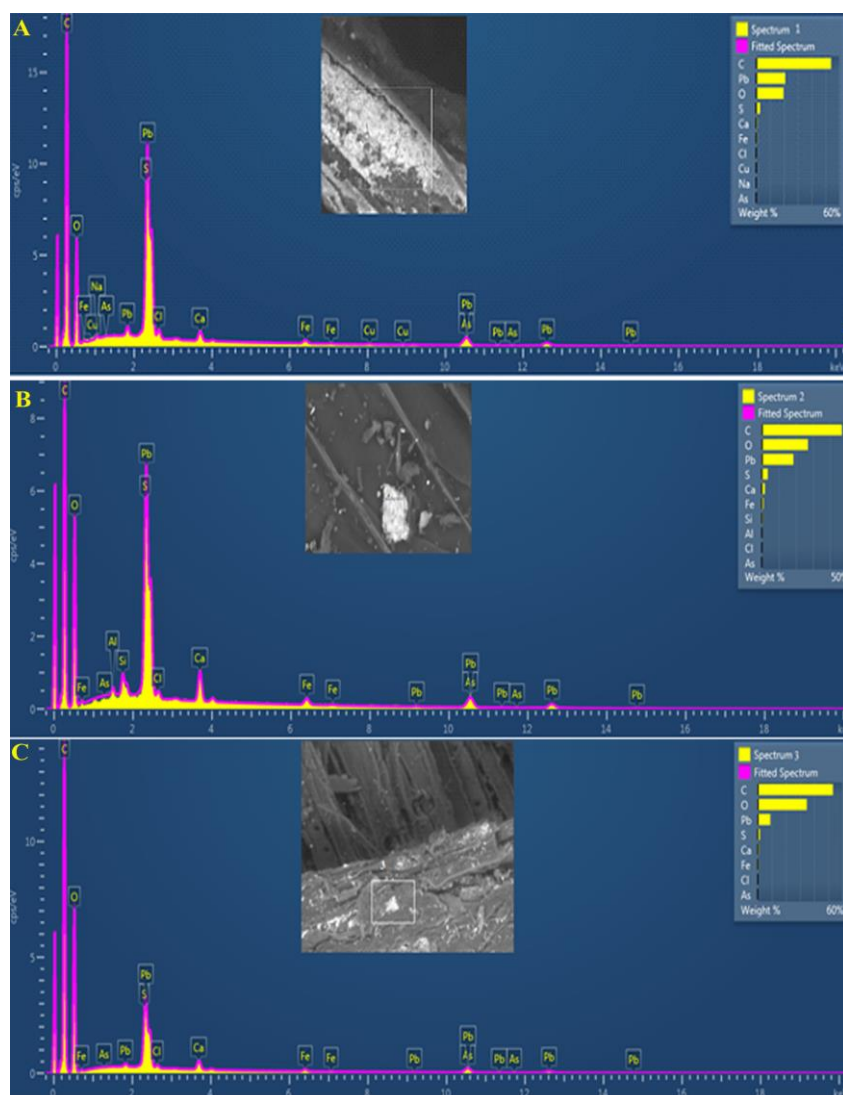 A
cps/eV
15
10
5
0
C
O
Fe
Cu
Na
As
Pb
Pb
S
Cl
Ca
Fe
Fe
Cu
Cu
Pb
As
Pb
As
Pb
Pb
0 2 4 6 8 10 12 14 16 18 keV
Spectrum 1
Fitted Spectrum
C
Pb
O
S
Ca
Fe
Cl
Cu
Na
As
Weight % 60%
B
cps/eV
8
6
4
2
0
C
O
Fe
As
Al
Si
Pb
S
Cl
Ca
Fe
Fe
Pb
Pb
As
Pb
As
Pb
Pb
0 2 4 6 8 10 12 14 16 18
Spectrum 2
Fitted Spectrum
C
O
Pb
S
Ca
Fe
Si
Al
Cl
As
Weight % 50%
C
cps/eV
10
5
0
C
O
Fe
As
Pb
Pb
S
Cl
Ca
Fe
Fe
Pb
Pb
As
Pb
As
Pb
Pb
0 2 4 6 8 10 12 14 16 18
Spectrum 3
Fitted Spectrum
C
O
Pb
S
Ca
Fe
Cl
As
Weight % 60%